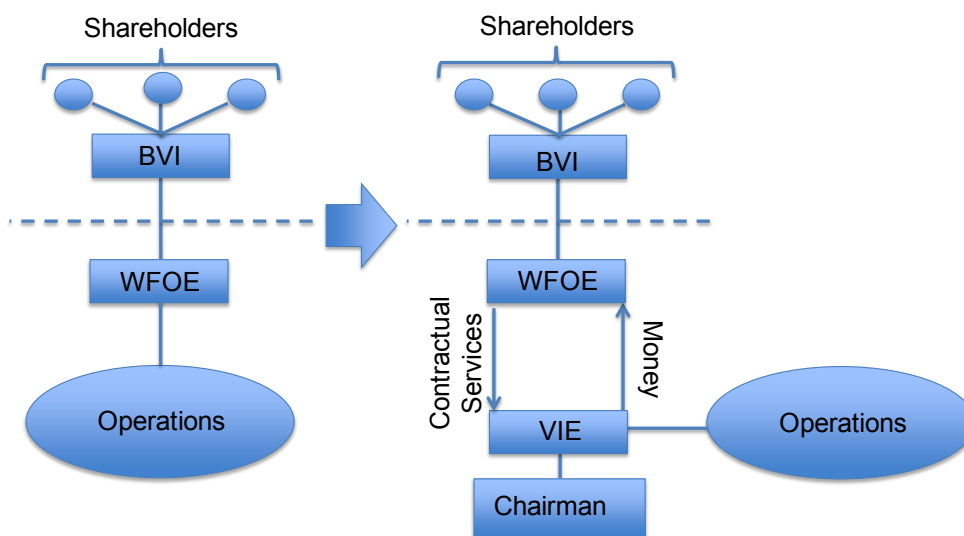 Shareholders
BVI
WFOE
Operations
Shareholders
BVI
WFOE
Contractual
Services
Money
VIE
Operations
Chairman